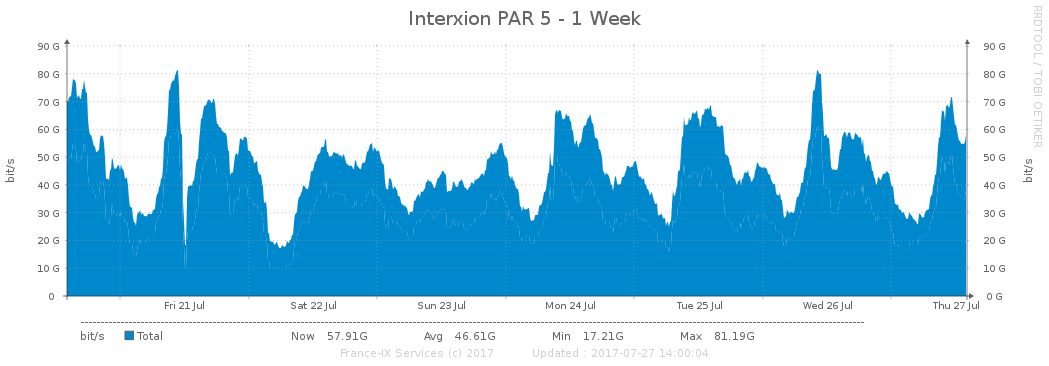 Interxion PAR 5 - 1 Week
RRDTOOL / TOBI OETIKER
bit/s
90 G 90 G
80 G 80 G
70 G 70 G
60 G 60 G
50 G 50 G
40 G 40 G
30 G 30 G
20 G 20 G
10 G 10 G
0 0 G
bit/s
Fri 21 Jul Sat 22 Jul Sun 23 Jul Mon 24 Jul Tue 25 Jul Wed 26 Jul Thu 27 Jul
bit/s Total Now 57.91G Avg 46.61G Min 17.21G Max 81.19G
France-IX Services (c) 2017 Updated : 2017-07-27 14:00:04